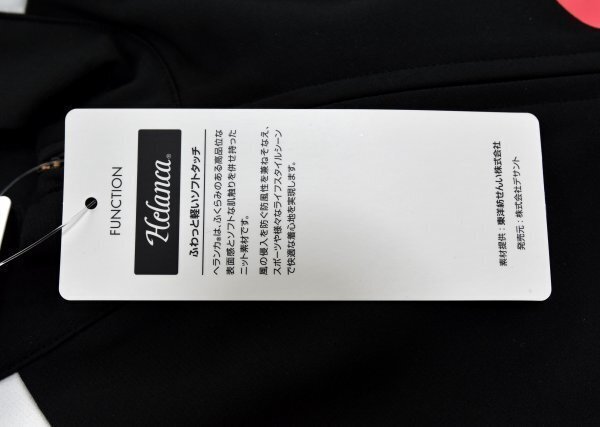 FUNCTION
Helanca®
ふわっと軽いソフトタッチ
ヘランカ®は、ふくらみのある高品位な
表面感とソフトな肌触りを併せ持った
ニット素材です。
風の侵入を防ぐ防風性を兼ねそなえ、
スポーツや様々なライフスタイルシーン
で快適な着心地を実現します。
素材提供：東洋紡せんい株式会社
発売元：株式会社デサント